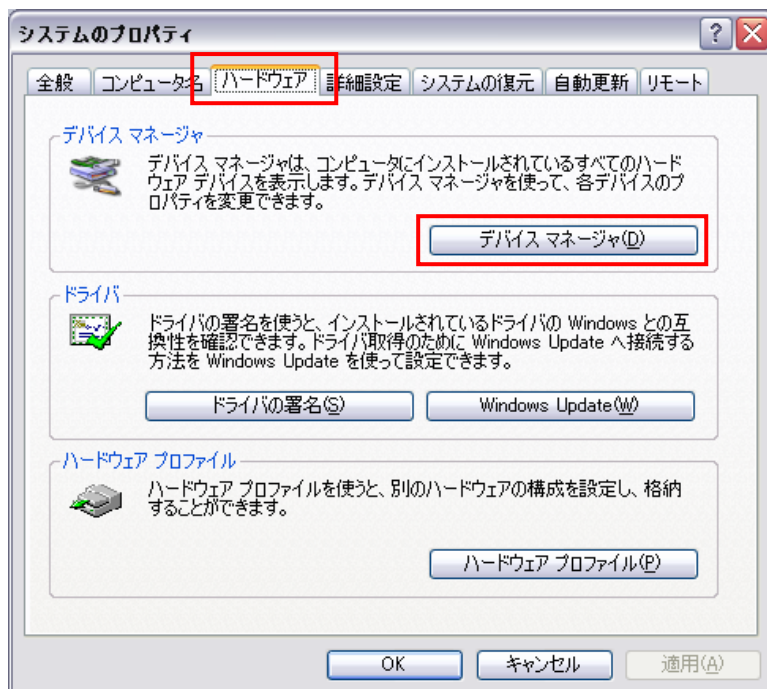 システムのプロパティ
全般 コンピュータ名 ハードウェア 詳細設定 システムの復元 自動更新 リモート
デバイス マネージャ
デバイス マネージャは、コンピュータにインストールされているすべてのハード
ウェア デバイスを表示します。デバイス マネージャを使って、各デバイスのプ
ロパティを変更できます。
デバイス マネージャ(D)
ドライバ
ドライバの署名を使うと、インストールされているドライバの Windows との互
換性を確認できます。ドライバ取得のために Windows Update へ接続する
方法を Windows Update を使って設定できます。
ドライバの署名(S) Windows Update(W)
ハードウェア プロファイル
ハードウェア プロファイルを使うと、別のハードウェアの構成を設定し、格納
することができます。
ハードウェア プロファイル(P)
OK キャンセル 適用(A)